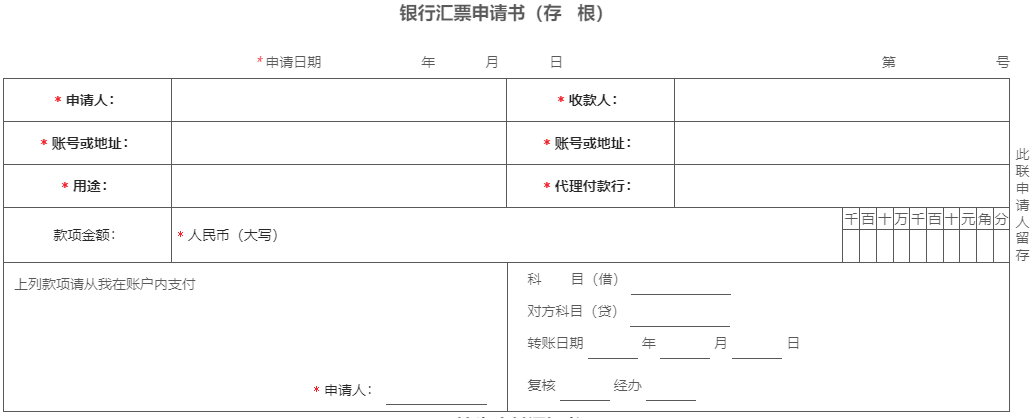 银行汇票申请书（存 根）
* 申请日期 年 月 日 第 号
* 申请人: * 收款人:
* 账号或地址: * 账号或地址:
* 用途: * 代理付款行:
款项金额: * 人民币（大写） 千 百 十 万 千 百 十 元 角 分
上列款项请从我在账户内支付
* 申请人:
科 目（借）
对方科目（贷）
转账日期 年 月 日
复核 经办
此联申请人留存